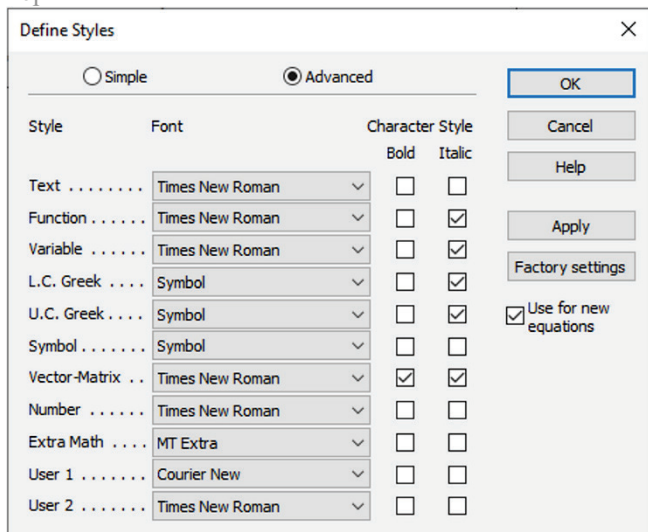 Define Styles
Simple Advanced OK
Style Font Character Style Cancel
Bold Italic
Help
Text ........ Times New Roman
Function ...... Times New Roman
Apply
Variable ...... Times New Roman
L.C. Greek .... Symbol
Factory settings
U.C. Greek .... Symbol
Use for new
equations
Symbol ....... Symbol
Vector-Matrix .. Times New Roman
Number ...... Times New Roman
Extra Math .... MT Extra
User 1 ....... Courier New
User 2 ....... Times New Roman